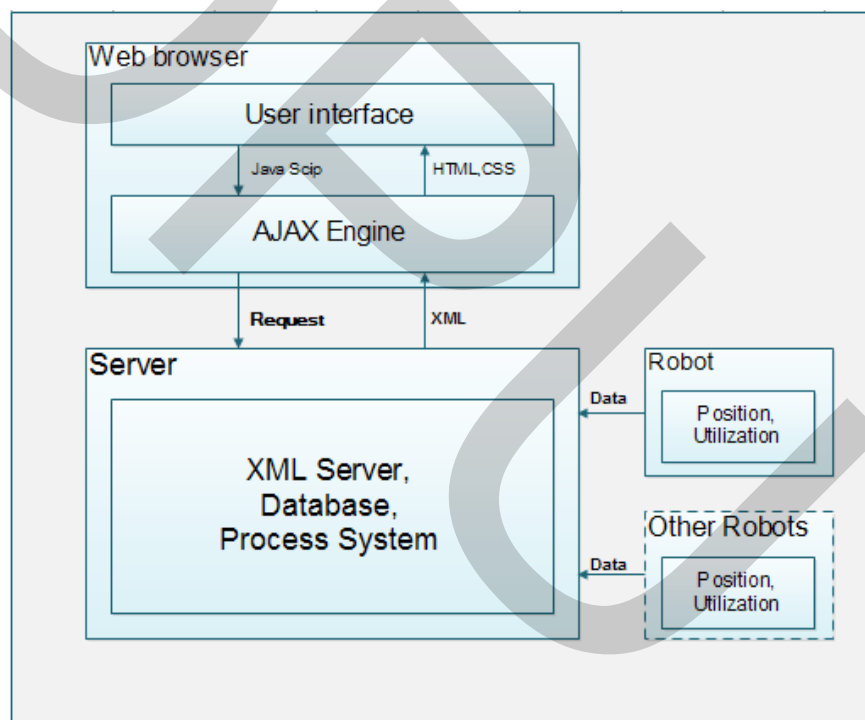 Web browser
User interface
Java Scip
HTML,CSS
AJAX Engine
Request
XML
Server
XML Server,
Database,
Process System
Data
Robot
Position,
Utilization
Data
Other Robots
Position,
Utilization